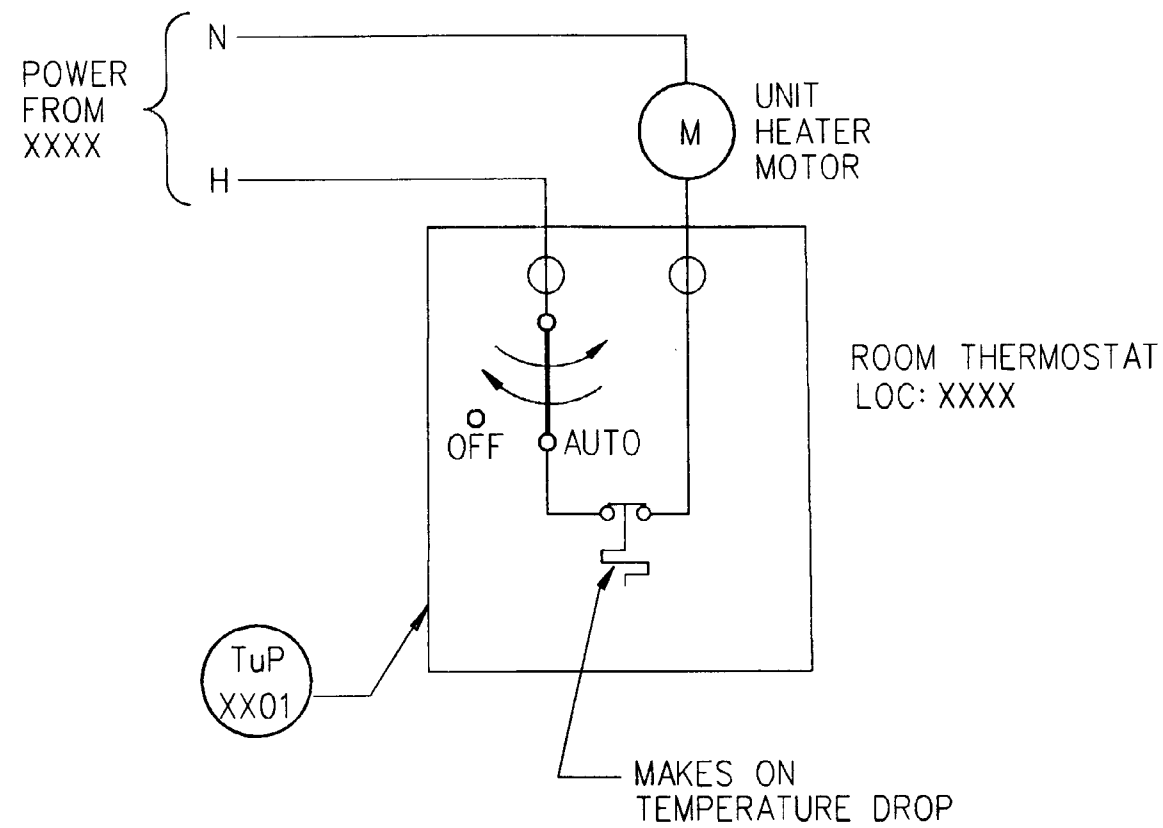 POWER
FROM
XXXX
N
H
M
UNIT
HEATER
MOTOR
ROOM THERMOSTAT
LOC: XXXX
OFF
AUTO
TuP
XX01
MAKES ON
TEMPERATURE DROP